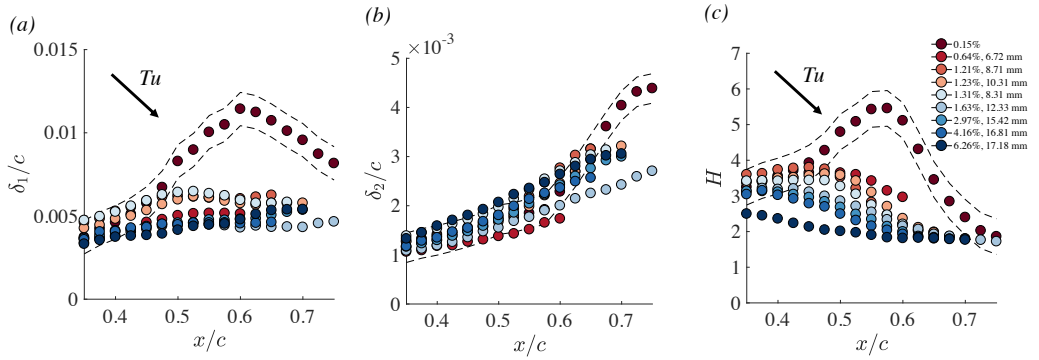 (a)
0.015
0.01
0.005
0
0.4
0.5
0.6
0.7
δ₁/c
x/c
Tu
(b)
×10⁻³
5
4
3
2
1
0
0.4
0.5
0.6
0.7
δ₂/c
x/c
(c)
7
6
5
4
3
2
1
0
0.4
0.5
0.6
0.7
H
x/c
Tu
0.15%
0.64%, 6.72 mm
1.21%, 8.71 mm
1.23%, 10.31 mm
1.31%, 8.31 mm
1.63%, 12.33 mm
2.97%, 15.42 mm
4.16%, 16.81 mm
6.26%, 17.18 mm